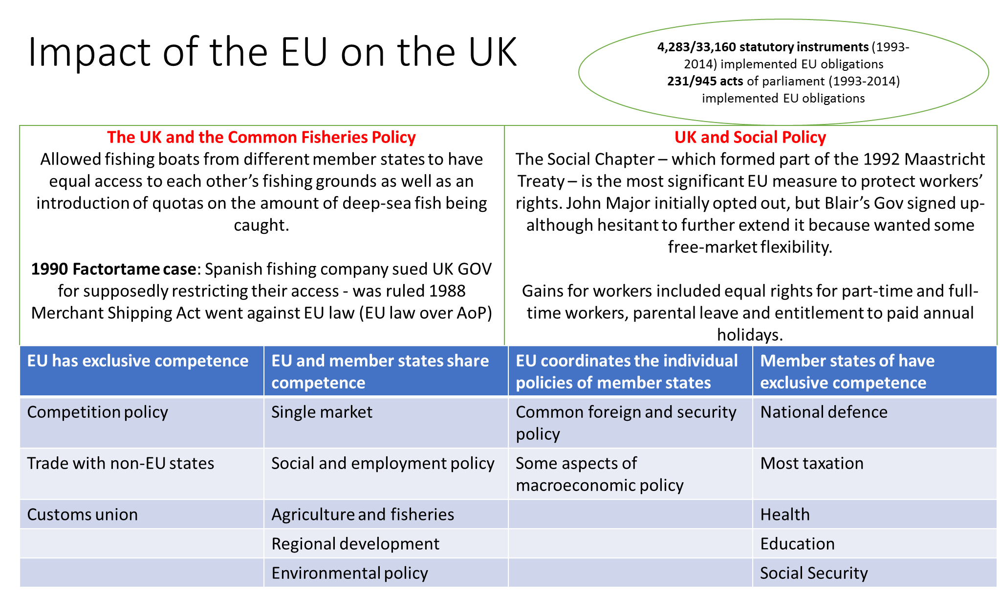 Impact of the EU on the UK
4,283/33,160 statutory instruments (1993-
2014) implemented EU obligations
231/945 acts of parliament (1993-2014)
implemented EU obligations
The UK and the Common Fisheries Policy
Allowed fishing boats from different member states to have
equal access to each other’s fishing grounds as well as an
introduction of quotas on the amount of deep-sea fish being
caught.
1990 Factortame case: Spanish fishing company sued UK GOV
for supposedly restricting their access - was ruled 1988
Merchant Shipping Act went against EU law (EU law over AoP)
UK and Social Policy
The Social Chapter – which formed part of the 1992 Maastricht
Treaty – is the most significant EU measure to protect workers’
rights. John Major initially opted out, but Blair’s Gov signed up-
although hesitant to further extend it because wanted some
free-market flexibility.
Gains for workers included equal rights for part-time and full-
time workers, parental leave and entitlement to paid annual
holidays.
EU has exclusive competence
EU and member states share
competence
EU coordinates the individual
policies of member states
Member states of have
exclusive competence
Competition policy
Single market
Common foreign and security
policy
National defence
Trade with non-EU states
Social and employment policy
Some aspects of
macroeconomic policy
Most taxation
Customs union
Agriculture and fisheries
Health
Regional development
Education
Environmental policy
Social Security